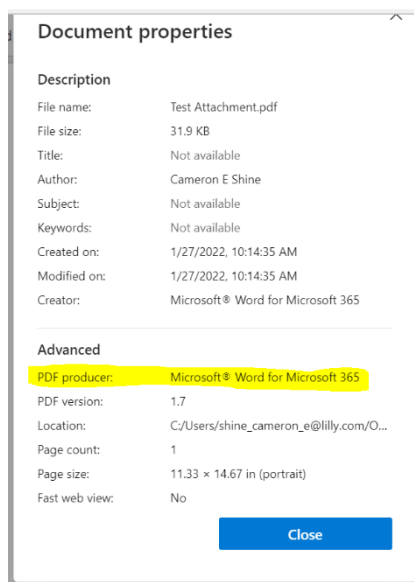 Document properties
Description
File name: Test Attachment.pdf
File size: 31.9 KB
Title: Not available
Author: Cameron E Shine
Subject: Not available
Keywords: Not available
Created on: 1/27/2022, 10:14:35 AM
Modified on: 1/27/2022, 10:14:35 AM
Creator: Microsoft® Word for Microsoft 365
Advanced
PDF producer: Microsoft® Word for Microsoft 365
PDF version: 1.7
Location: C:/Users/shine_cameron_e@lilly.com/O...
Page count: 1
Page size: 11.33 × 14.67 in (portrait)
Fast web view: No
Close